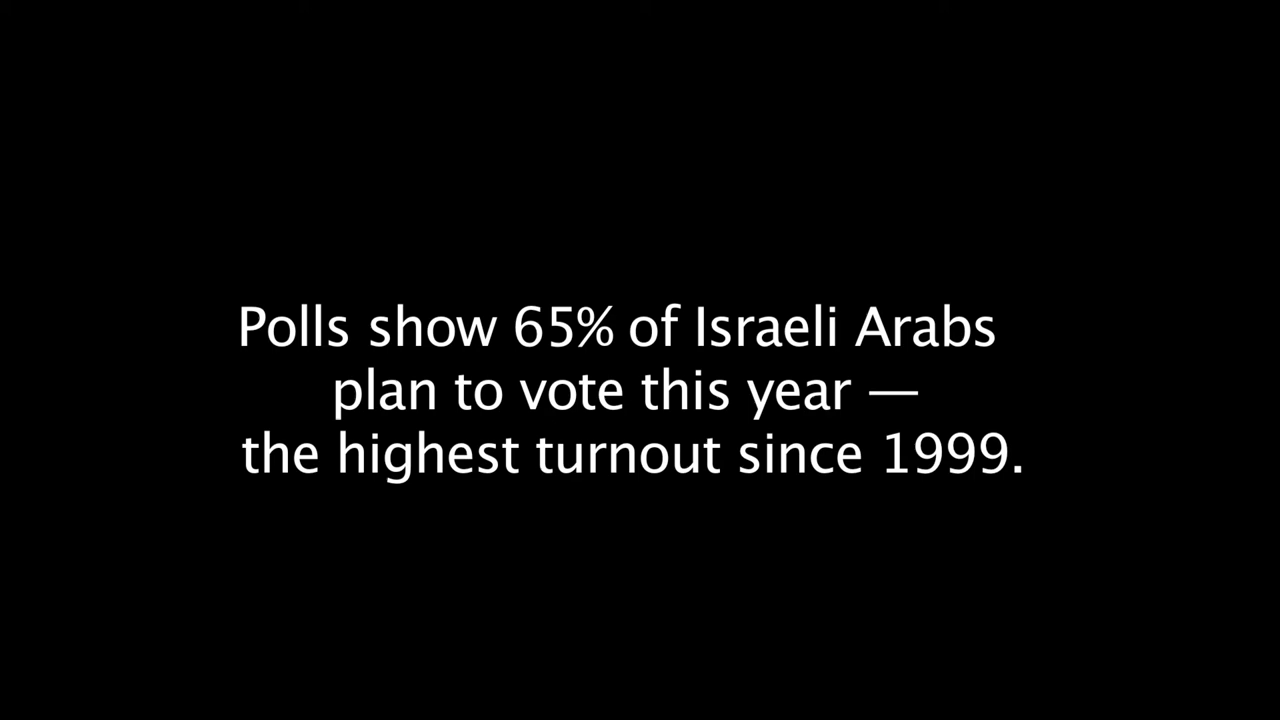 Polls show 65% of Israeli Arabs
plan to vote this year —
the highest turnout since 1999.